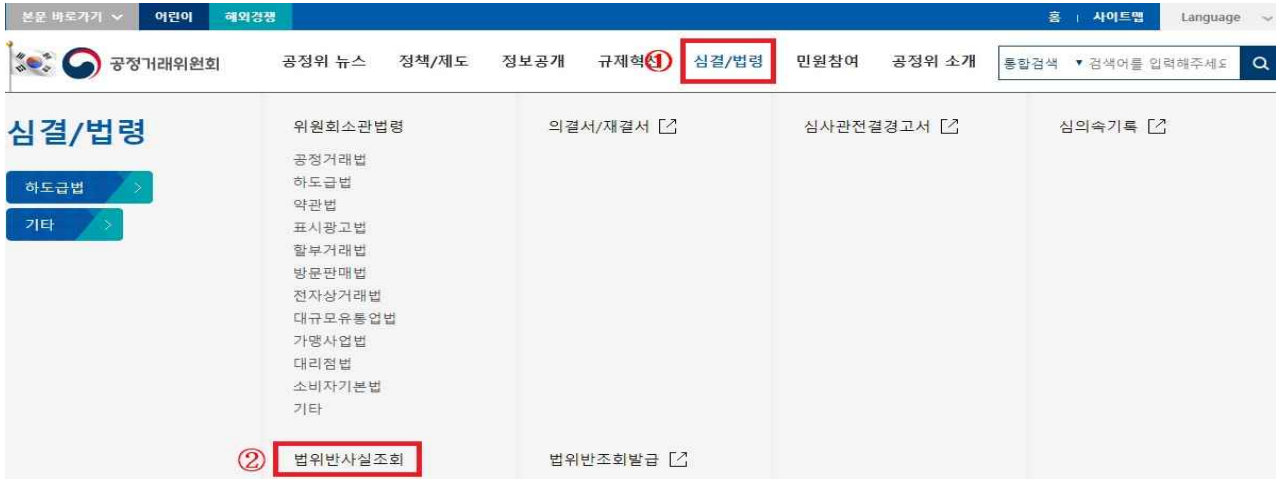 본문 바로가기 어린이 해외경쟁 홈 사이트맵 Language
공정거래위원회 공정위 뉴스 정책/제도 정보공개 규제혁신 ① 심결/법령 민원참여 공정위 소개 통합검색 검색어를 입력해주세요
심결/법령
하도급법
기타
위원회소관법령
공정거래법
하도급법
약관법
표시광고법
할부거래법
방문판매법
전자상거래법
대규모유통업법
가맹사업법
대리점법
소비자기본법
기타
② 법위반사실조회
의결서/재결서
법위반조회발급
심사관전결경고서
심의속기록